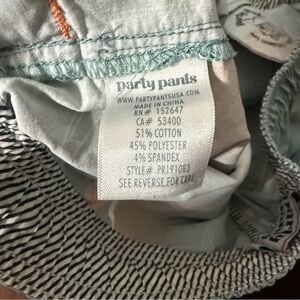 party pants
WWW.PARTYPANTSUSA.COM
MADE IN CHINA
RN# 152647
CA# 53400
51% COTTON
45% POLYESTER
4% SPANDEX
STYLE# PR191083
SEE REVERSE FOR CARE